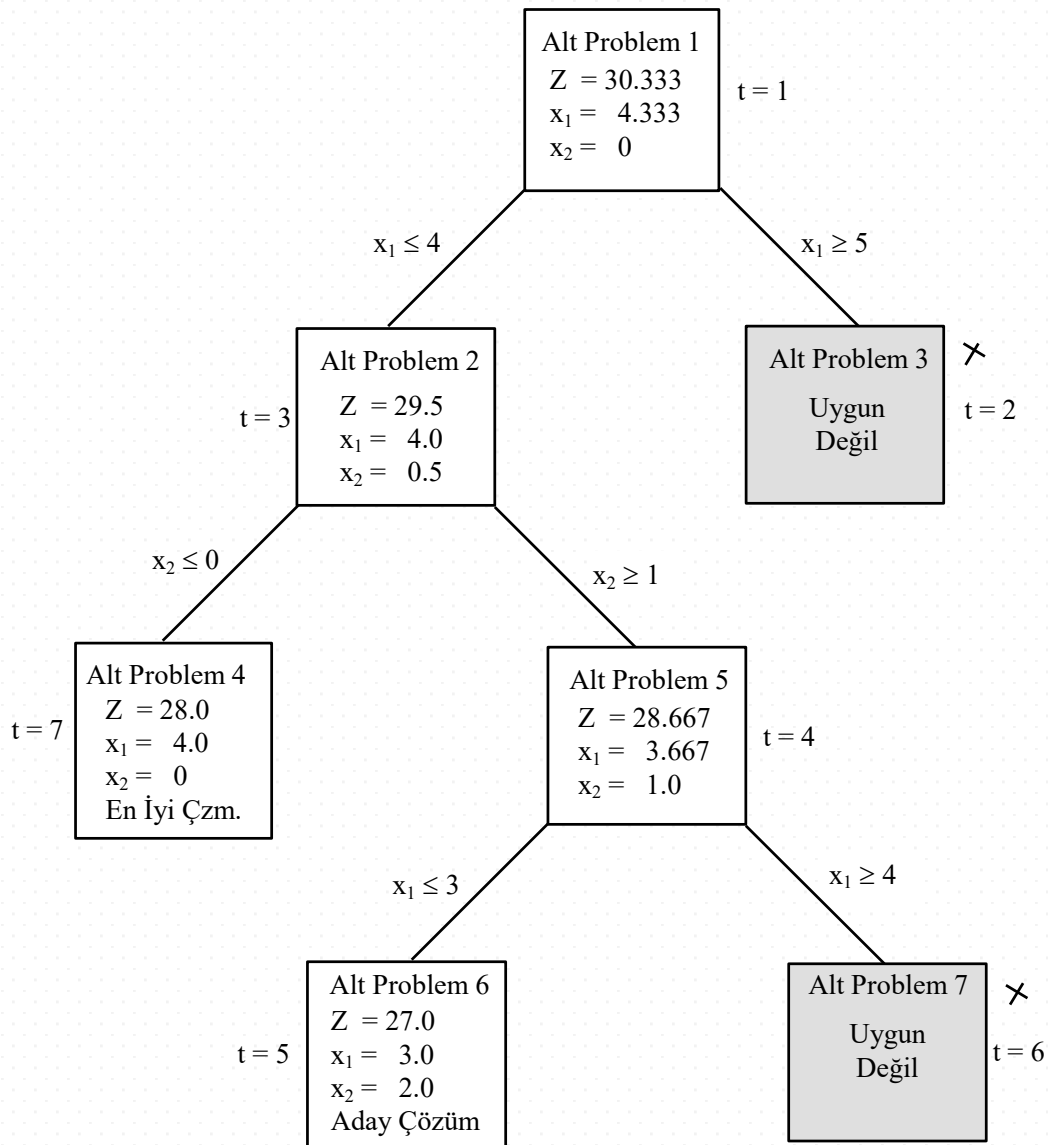 Alt Problem 1
Z = 30.333
x₁ = 4.333
x₂ = 0
t = 1
x₁ ≤ 4
x₁ ≥ 5
Alt Problem 2
Z = 29.5
x₁ = 4.0
x₂ = 0.5
t = 3
Alt Problem 3
Uygun
Değil
t = 2
x₂ ≤ 0
x₂ ≥ 1
Alt Problem 4
Z = 28.0
x₁ = 4.0
x₂ = 0
En İyi Çzm.
t = 7
Alt Problem 5
Z = 28.667
x₁ = 3.667
x₂ = 1.0
t = 4
x₁ ≤ 3
x₁ ≥ 4
Alt Problem 6
Z = 27.0
x₁ = 3.0
x₂ = 2.0
Aday Çözüm
t = 5
Alt Problem 7
Uygun
Değil
t = 6